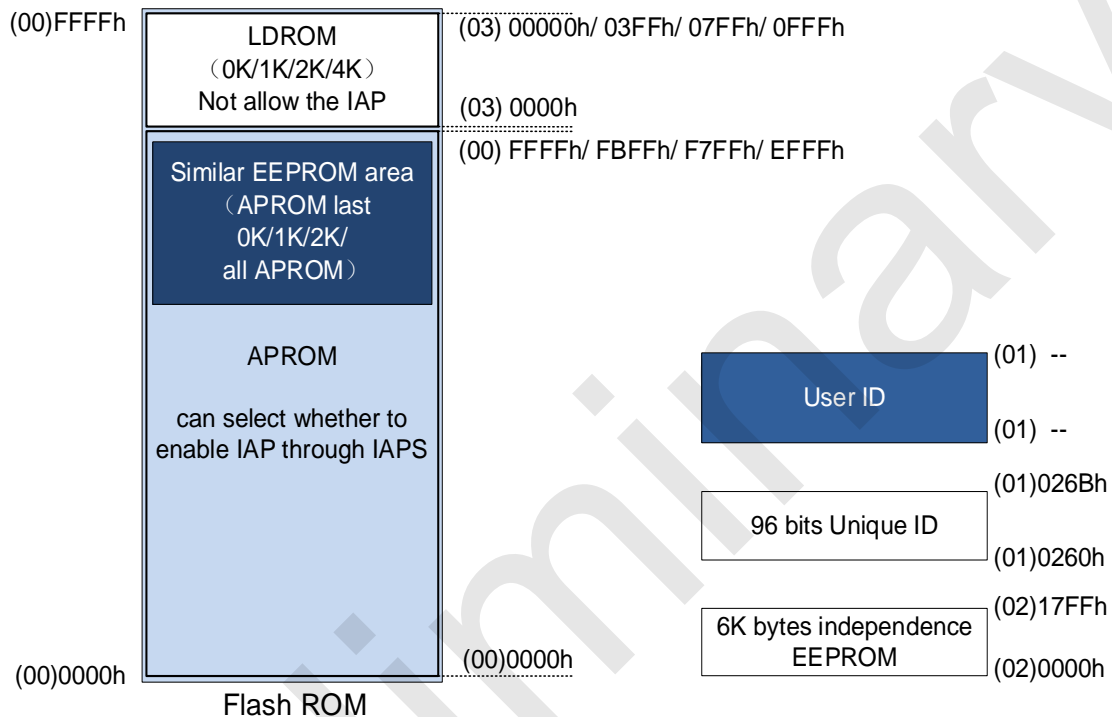 (00)FFFFh
LDROM
（0K/1K/2K/4K）
Not allow the IAP
(03) 00000h/ 03FFh/ 07FFh/ 0FFFh
(03) 0000h
(00) FFFFh/ FBFFh/ F7FFh/ EFFFh
Similar EEPROM area
（APROM last
0K/1K/2K/
all APROM）
APROM
can select whether to
enable IAP through IAPS
(00)0000h
(00)0000h
Flash ROM
(01) --
User ID
(01) --
(01)026Bh
96 bits Unique ID
(01)0260h
(02)17FFh
6K bytes independence
EEPROM
(02)0000h